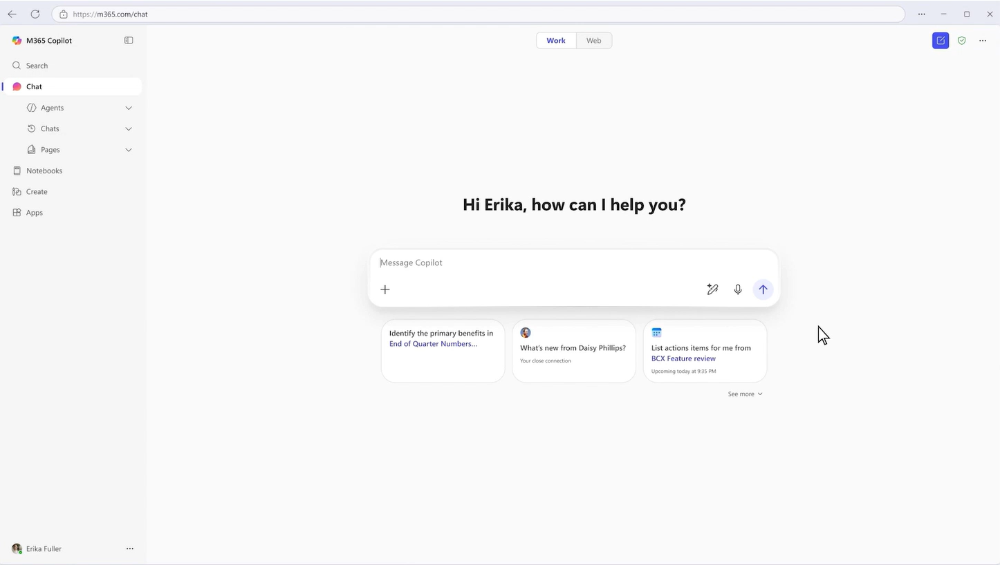 https://m365.com/chat
M365 Copilot
Search
Chat
Agents
Chats
Pages
Notebooks
Create
Apps
Erika Fuller
Work
Web
Hi Erika, how can I help you?
Message Copilot
Identify the primary benefits in
End of Quarter Numbers...
What's new from Daisy Phillips?
Your close connection
List actions items for me from
BCX Feature review
Upcoming today at 9:35 PM
See more